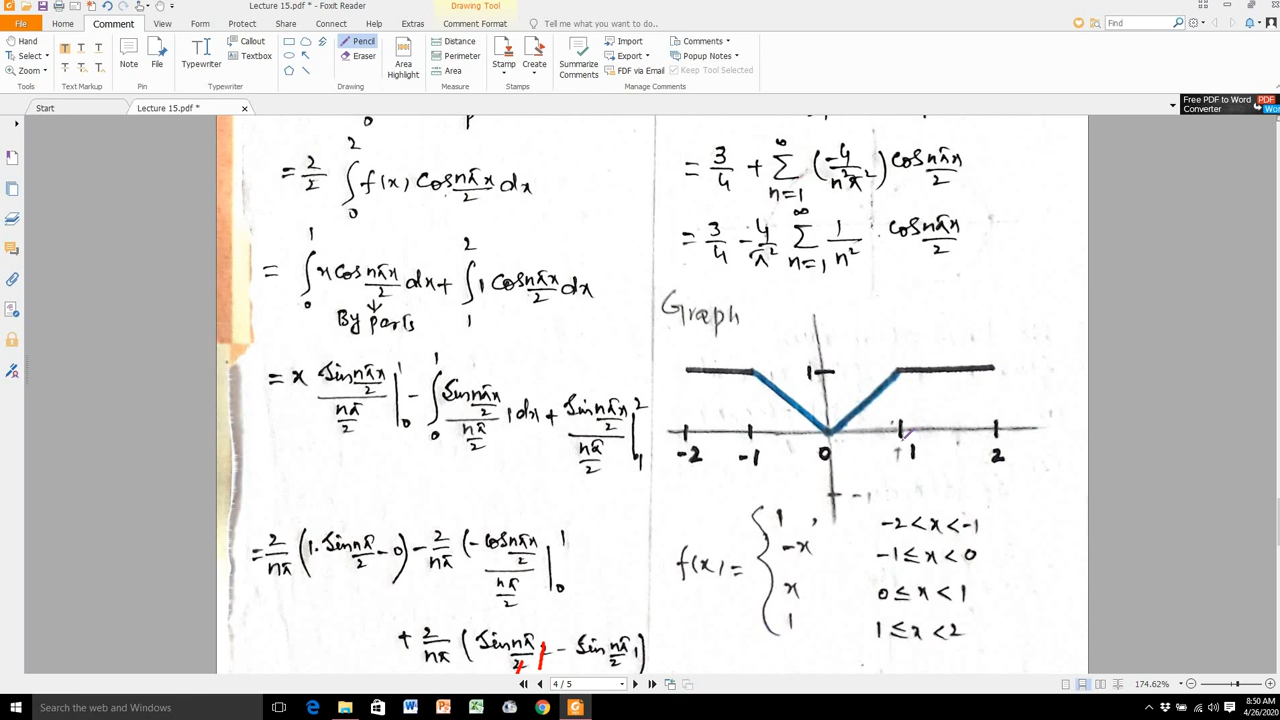 Lecture 15.pdf * - Foxit Reader
Drawing Tool
File Home Comment View Form Protect Share Connect Help Extras Comment Format Tell me what you want to do... Find
Hand
Select
Zoom
Tools
Text Markup
Note
File
Pin
Typewriter
Callout
Textbox
Typewriter
Pencil
Eraser
Drawing
Area Highlight
Distance
Perimeter
Area
Measure
Stamp
Create
Stamps
Summarize Comments
Import
Export
FDF via Email
Comments
Popup Notes
Keep Tool Selected
Manage Comments
Start
Lecture 15.pdf *
Free PDF to Word Converter
PDF
= 2/2 ∫₀² f(x) cos nπx/2 dx
= ∫₀¹ x cos nπx/2 dx + ∫₁² 1 cos nπx/2 dx
By parts
= x (Sin nπx/2)/(nπ/2) |₀¹ - ∫₀¹ (Sin nπx/2)/(nπ/2) 1 dx + (Sin nπx/2)/(nπ/2) |₁²
= 2/nπ (1. Sin nπ/2 - 0) - 2/nπ (-cos nπx/2)/(nπ/2) |₀¹
+ 2/nπ (Sin nπ/2 2 - Sin nπ/2 1)
= 3/4 + Σ n=1 ∞ (-4/n²π²) cos nπx/2
= 3/4 - 4/π² Σ n=1 ∞ 1/n² . cos nπx/2
Graph
1
-2 -1 0 1 2
-1
f(x) = { 1 , -2 < x < -1
-x -1 ≤ x < 0
x 0 ≤ x < 1
1 1 ≤ x < 2
4 / 5
174.62%
Type here to search
8:50 AM
4/26/2020